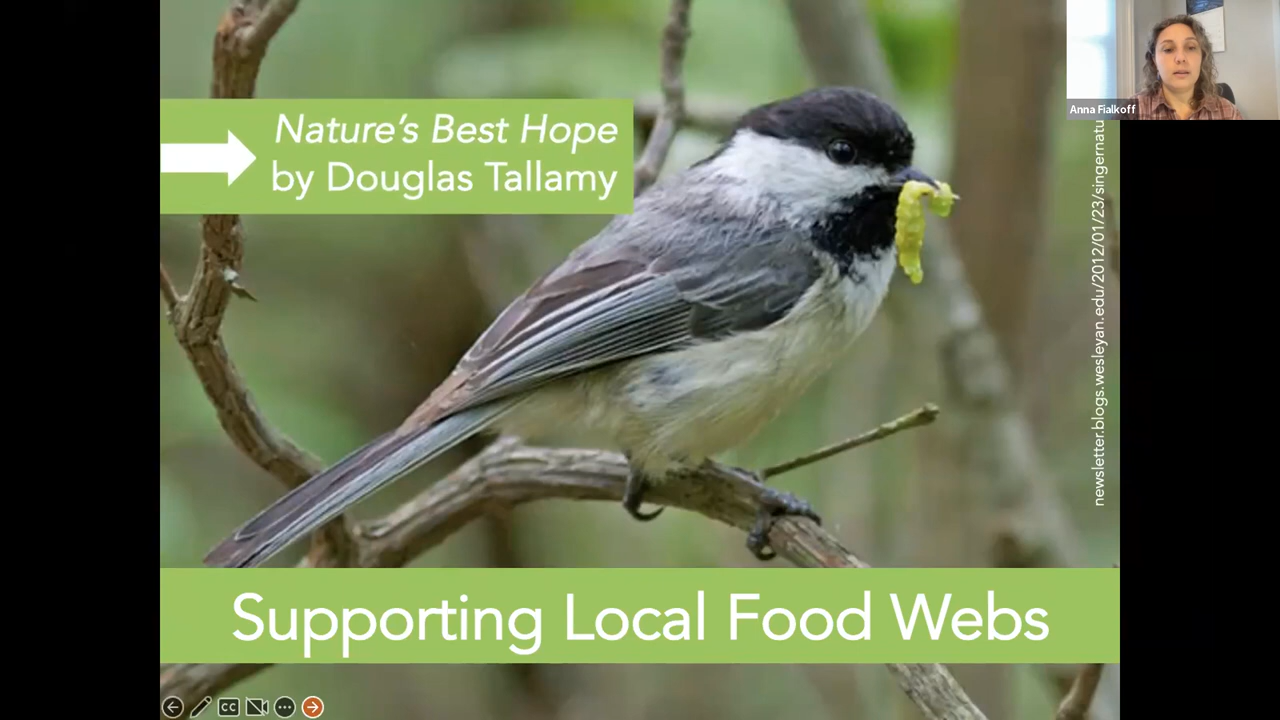 Nature's Best Hope
by Douglas Tallamy
Anna Fialkoff
newsletter.blogs.wesleyan.edu/2012/01/23/singernatu
Supporting Local Food Webs
CC